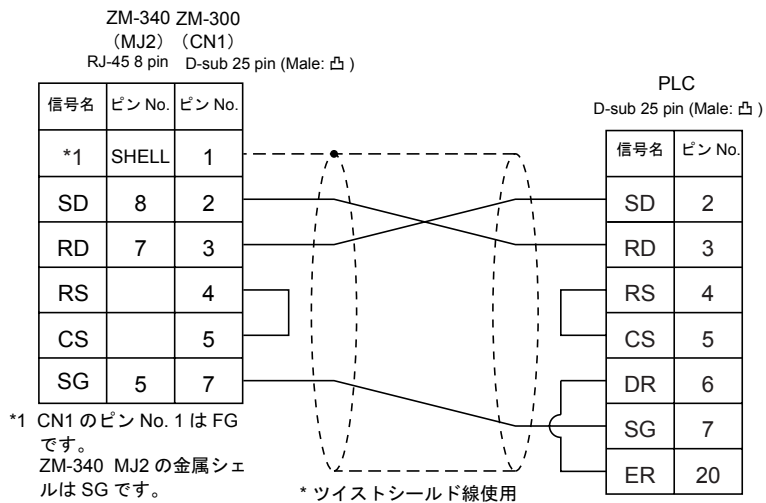 ZM-340 ZM-300
（MJ2）（CN1）
RJ-45 8 pin D-sub 25 pin (Male: 凸 )
信号名 ピン No. ピン No.
*1 SHELL 1
SD 8 2
RD 7 3
RS 4
CS 5
SG 5 7
*1 CN1 のピン No. 1 は FG
です。
ZM-340 MJ2 の金属シェ
ルは SG です。
* ツイストシールド線使用
PLC
D-sub 25 pin (Male: 凸 )
信号名 ピン No.
SD 2
RD 3
RS 4
CS 5
DR 6
SG 7
ER 20